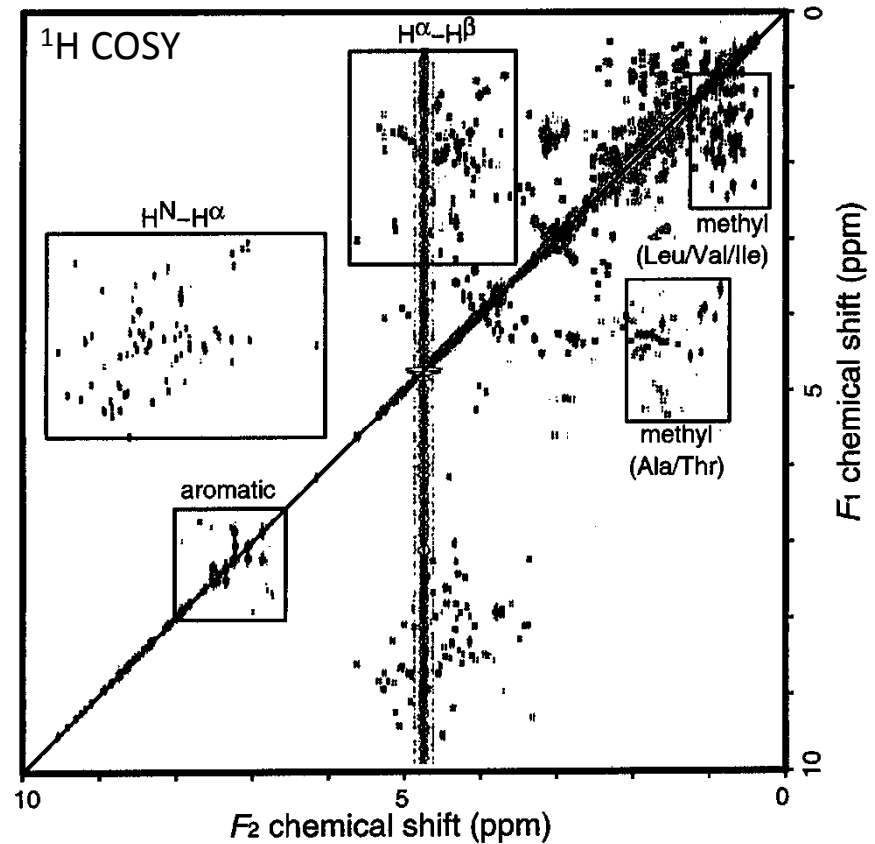 ¹H COSY
Hα–Hβ
HN–Hα
methyl
(Leu/Val/Ile)
methyl
(Ala/Thr)
aromatic
0
5
10
F1 chemical shift (ppm)
10
5
0
F2 chemical shift (ppm)